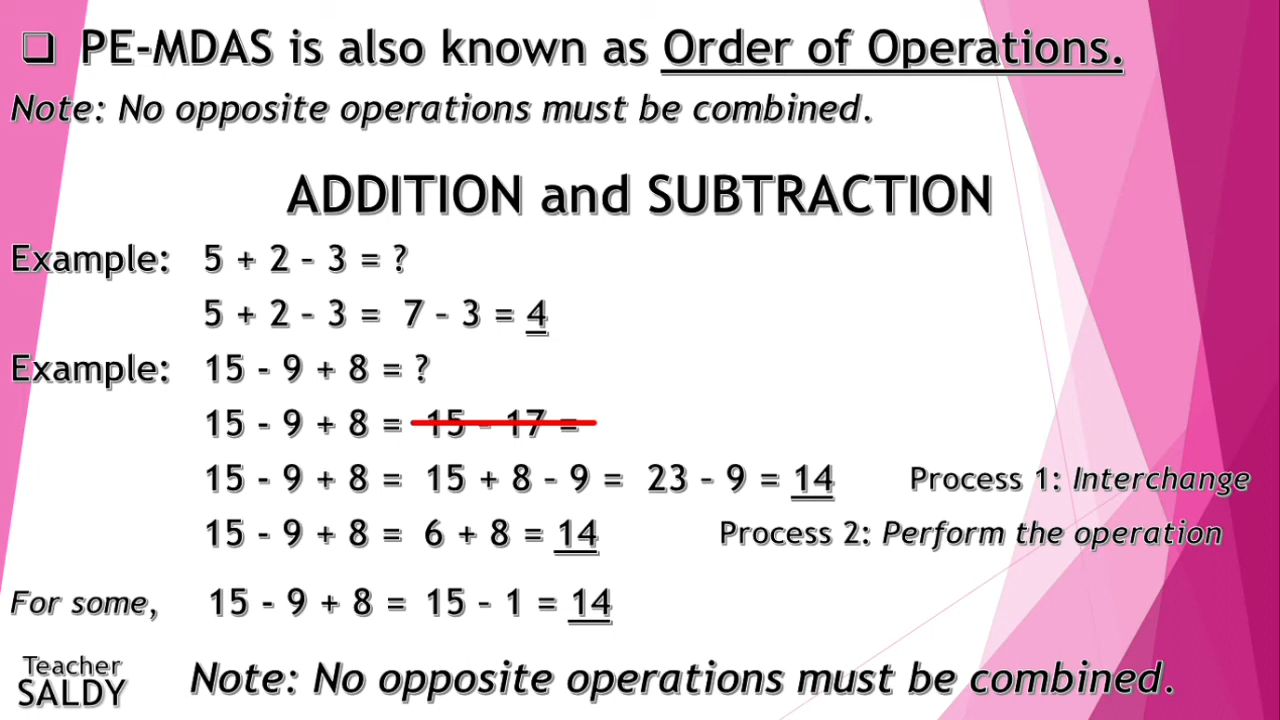 ❑ PE-MDAS is also known as Order of Operations.
Note: No opposite operations must be combined.
ADDITION and SUBTRACTION
Example: 5 + 2 – 3 = ?
5 + 2 – 3 = 7 – 3 = 4
Example: 15 - 9 + 8 = ?
15 - 9 + 8 = 15 – 17 =
15 - 9 + 8 = 15 + 8 – 9 = 23 – 9 = 14 Process 1: Interchange
15 - 9 + 8 = 6 + 8 = 14 Process 2: Perform the operation
For some, 15 - 9 + 8 = 15 – 1 = 14
Teacher
SALDY
Note: No opposite operations must be combined.